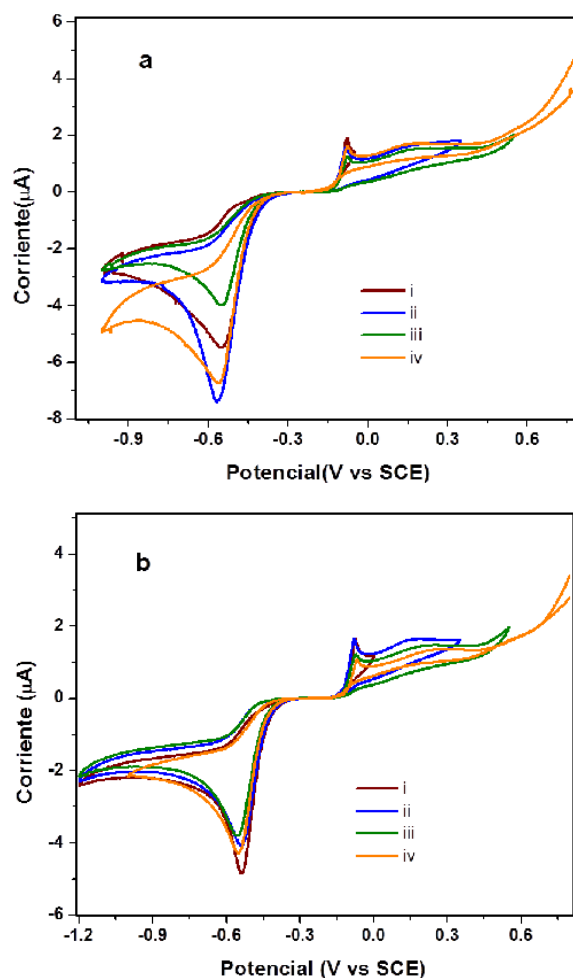 a
6
4
2
0
-2
-4
-6
-8
Corriente(µA)
i
ii
iii
iv
-0.9 -0.6 -0.3 0.0 0.3 0.6
Potencial(V vs SCE)
b
4
2
0
-2
-4
-6
Corriente (µA)
i
ii
iii
iv
-1.2 -0.9 -0.6 -0.3 0.0 0.3 0.6
Potencial (V vs SCE)